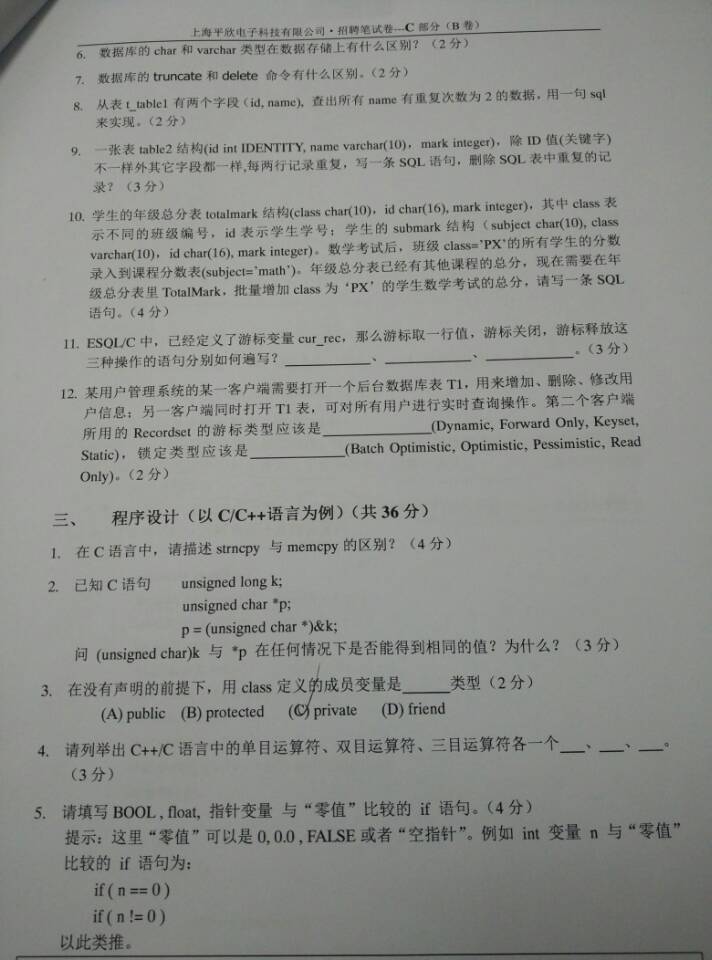 上海平欣电子科技有限公司·招聘笔试卷---C 部分（B 卷）
6. 数据库的 char 和 varchar 类型在数据存储上有什么区别？（2 分）
7. 数据库的 truncate 和 delete 命令有什么区别。（2 分）
8. 从表 t_table1 有两个字段（id, name), 查出所有 name 有重复次数为 2 的数据，用一句 sql
来实现。（2 分）
9. 一张表 table2 结构(id int IDENTITY, name varchar(10)，mark integer)，除 ID 值(关键字)
不一样外其它字段都一样,每两行记录重复，写一条 SQL 语句，删除 SQL 表中重复的记
录？（3 分）
10. 学生的年级总分表 totalmark 结构(class char(10)，id char(16), mark integer)，其中 class 表
示不同的班级编号，id 表示学生学号；学生的 submark 结构（subject char(10), class
varchar(10)，id char(16), mark integer)。数学考试后，班级 class='PX'的所有学生的分数
录入到课程分数表(subject='math'）。年级总分表已经有其他课程的总分，现在需要在年
级总分表里 TotalMark，批量增加 class 为‘PX’的学生数学考试的总分，请写一条 SQL
语句。（4 分）
11. ESQL/C 中，已经定义了游标变量 cur_rec，那么游标取一行值，游标关闭，游标释放这
三种操作的语句分别如何遍写？____________、____________、____________。（3 分）
12. 某用户管理系统的某一客户端需要打开一个后台数据库表 T1，用来增加、删除、修改用
户信息；另一客户端同时打开 T1 表，可对所有用户进行实时查询操作。第二个客户端
所用的 Recordset 的游标类型应该是_______________(Dynamic, Forward Only, Keyset,
Static)，锁定类型应该是_____________(Batch Optimistic, Optimistic, Pessimistic, Read
Only)。（2 分）
三、 程序设计（以 C/C++语言为例）（共 36 分）
1. 在 C 语言中，请描述 strncpy 与 memcpy 的区别？（4 分）
2. 已知 C 语句 unsigned long k;
unsigned char *p;
p = (unsigned char *)&k;
问 (unsigned char)k 与 *p 在任何情况下是否能得到相同的值？为什么？（3 分）
3. 在没有声明的前提下，用 class 定义的成员变量是______类型（2 分）
(A) public (B) protected (C) private (D) friend
4. 请列举出 C++/C 语言中的单目运算符、双目运算符、三目运算符各一个___、___、___。
（3 分）
5. 请填写 BOOL , float, 指针变量 与“零值”比较的 if 语句。（4 分）
提示：这里“零值”可以是 0, 0.0 , FALSE 或者“空指针”。例如 int 变量 n 与“零值”
比较的 if 语句为：
if ( n == 0 )
if ( n != 0 )
以此类推。